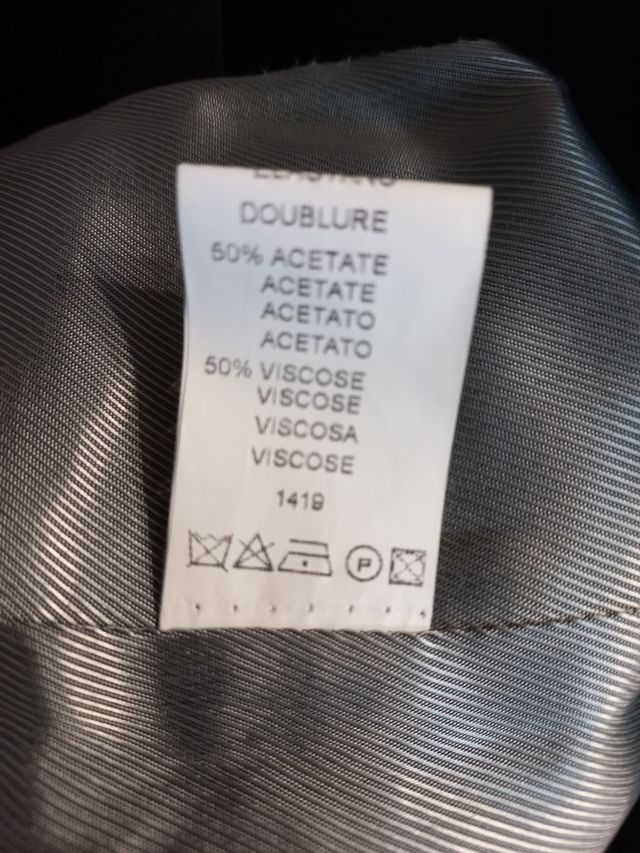 DOUBLURE
50% ACETATE
ACETATE
ACETATO
ACETATO
50% VISCOSE
VISCOSE
VISCOSA
VISCOSE
1419
P